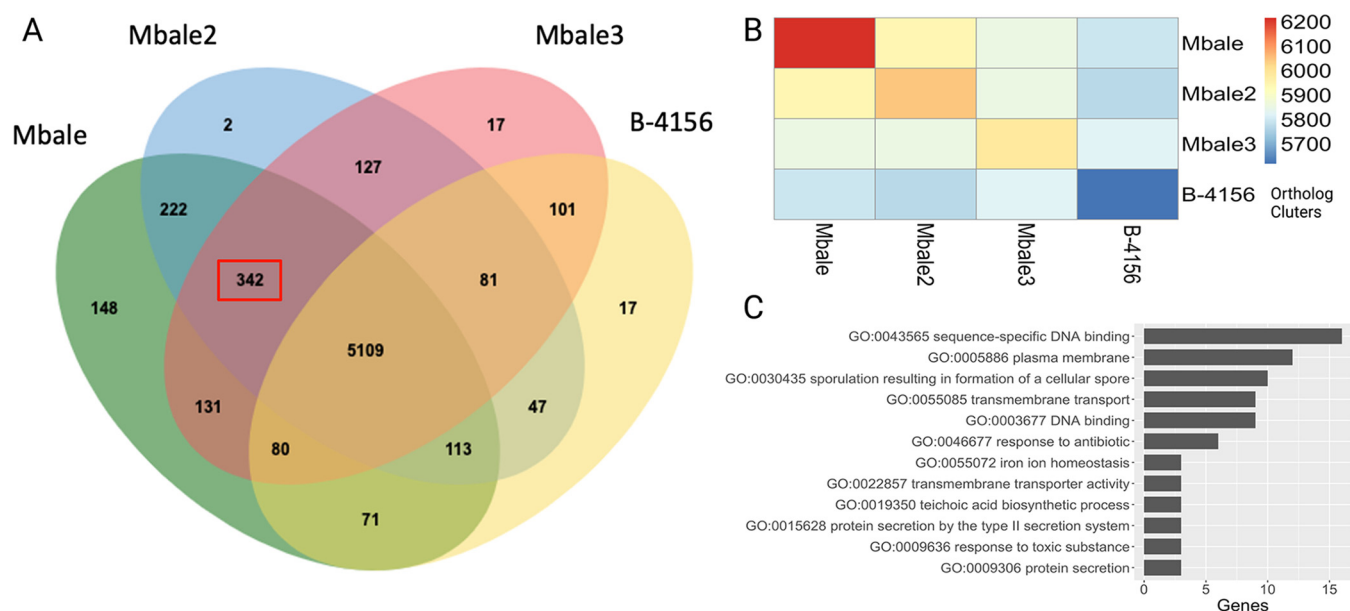 A
Mbale2
Mbale3
Mbale
B-4156
2
17
127
222
101
342
81
148
17
5109
131
47
80
113
71
B
Mbale
Mbale2
Mbale3
B-4156
Mbale
Mbale2
Mbale3
B-4156
6200
6100
6000
5900
5800
5700
Ortholog
Cluters
C
GO:0043565 sequence-specific DNA binding
GO:0005886 plasma membrane
GO:0030435 sporulation resulting in formation of a cellular spore
GO:0055085 transmembrane transport
GO:0003677 DNA binding
GO:0046677 response to antibiotic
GO:0055072 iron ion homeostasis
GO:0022857 transmembrane transporter activity
GO:0019350 teichoic acid biosynthetic process
GO:0015628 protein secretion by the type II secretion system
GO:0009636 response to toxic substance
GO:0009306 protein secretion
0 5 10 15
Genes